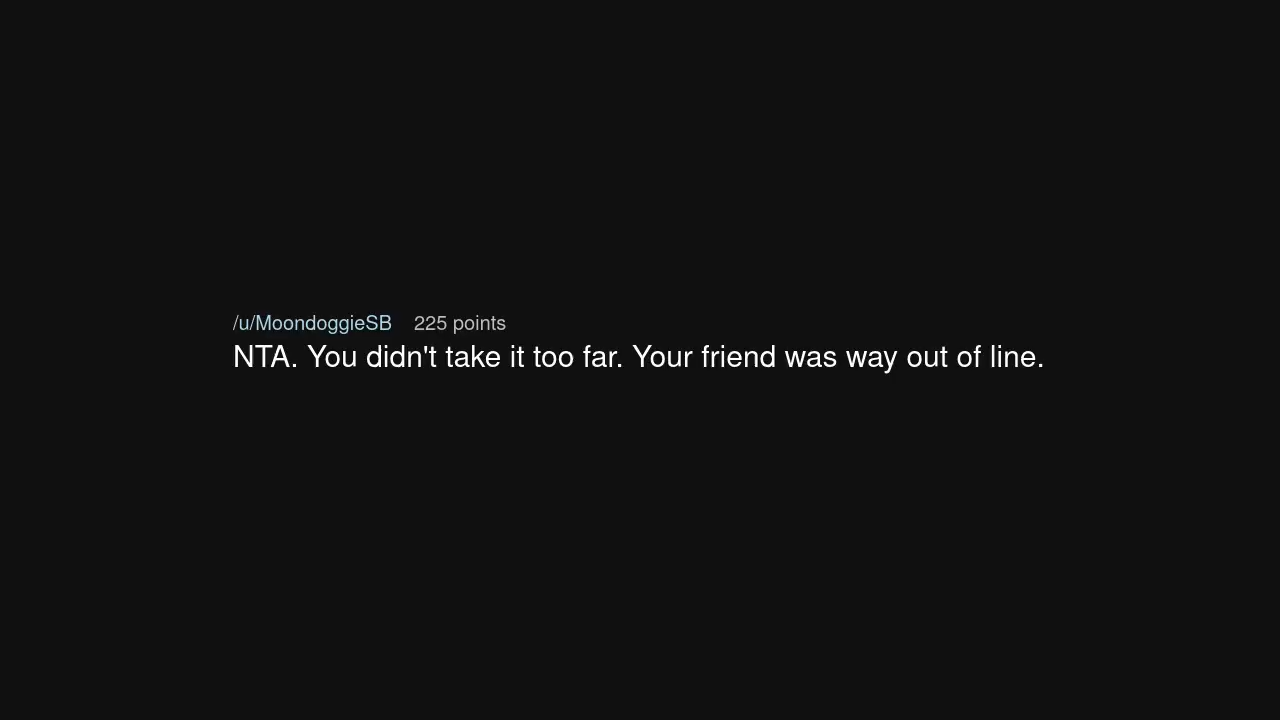 /u/MoondoggieSB 225 points
NTA. You didn't take it too far. Your friend was way out of line.